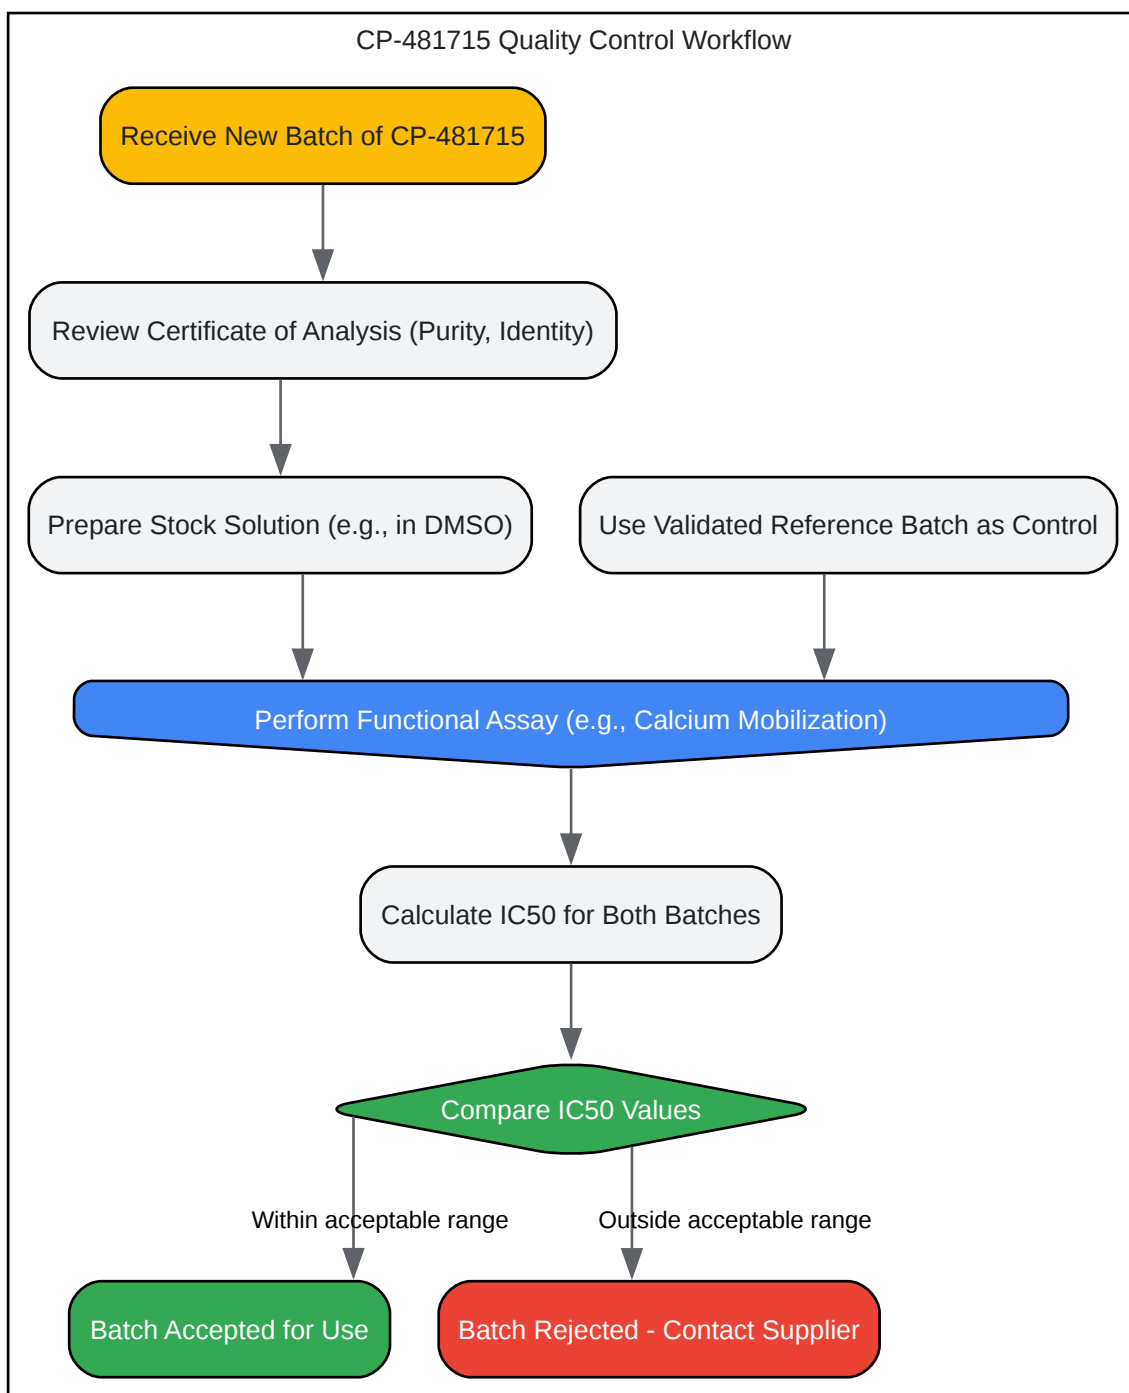 CP-481715 Quality Control Workflow
Receive New Batch of CP-481715
Review Certificate of Analysis (Purity, Identity)
Prepare Stock Solution (e.g., in DMSO)
Use Validated Reference Batch as Control
Perform Functional Assay (e.g., Calcium Mobilization)
Calculate IC50 for Both Batches
Compare IC50 Values
Within acceptable range
Outside acceptable range
Batch Accepted for Use
Batch Rejected - Contact Supplier